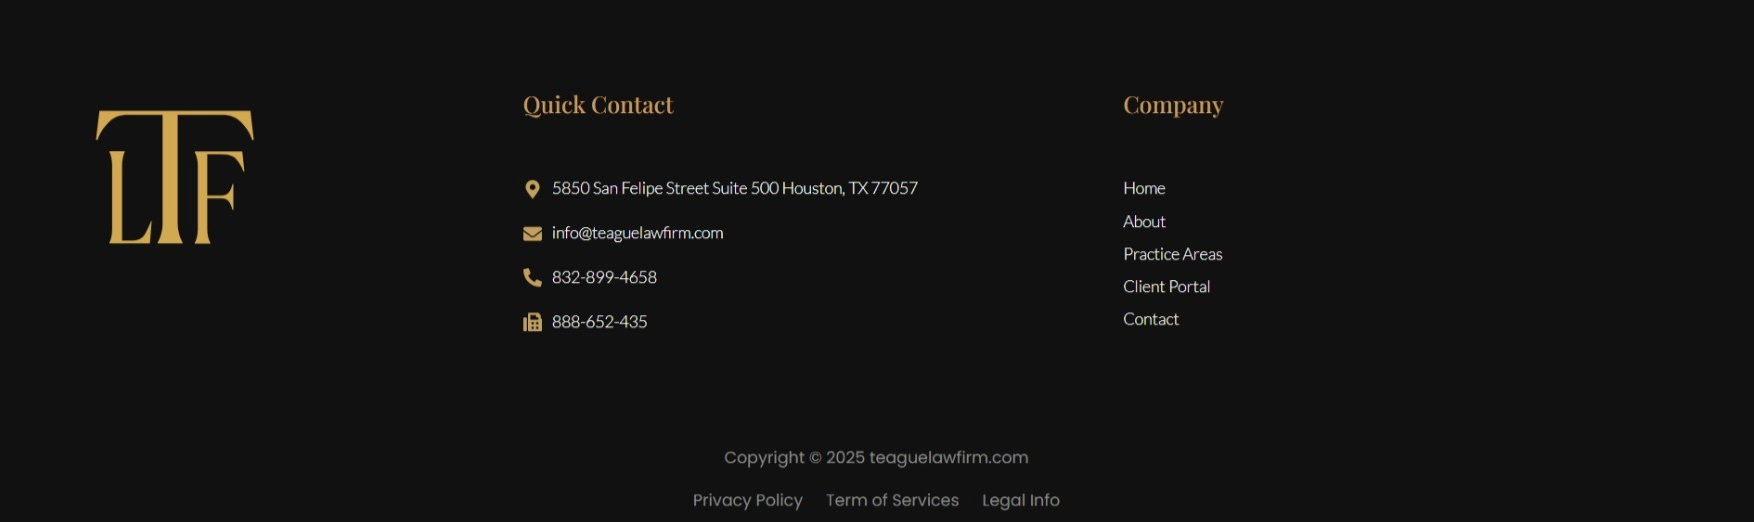 LTF
Quick Contact
5850 San Felipe Street Suite 500 Houston, TX 77057
info@teaguelawfirm.com
832-899-4658
888-652-435
Company
Home
About
Practice Areas
Client Portal
Contact
Copyright © 2025 teaguelawfirm.com
Privacy Policy Term of Services Legal Info